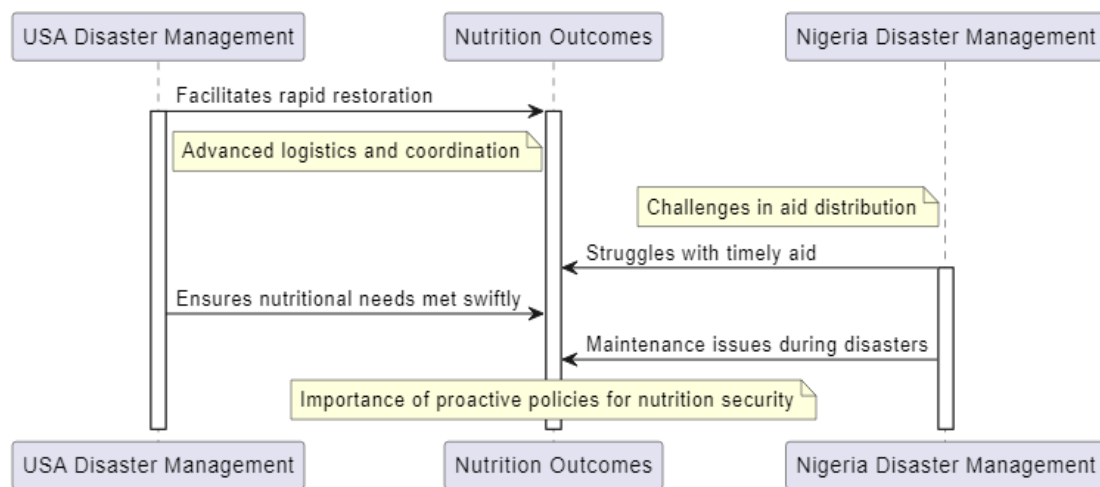 USA Disaster Management
Nutrition Outcomes
Nigeria Disaster Management
Facilitates rapid restoration
Advanced logistics and coordination
Challenges in aid distribution
Struggles with timely aid
Ensures nutritional needs met swiftly
Maintenance issues during disasters
Importance of proactive policies for nutrition security
USA Disaster Management
Nutrition Outcomes
Nigeria Disaster Management